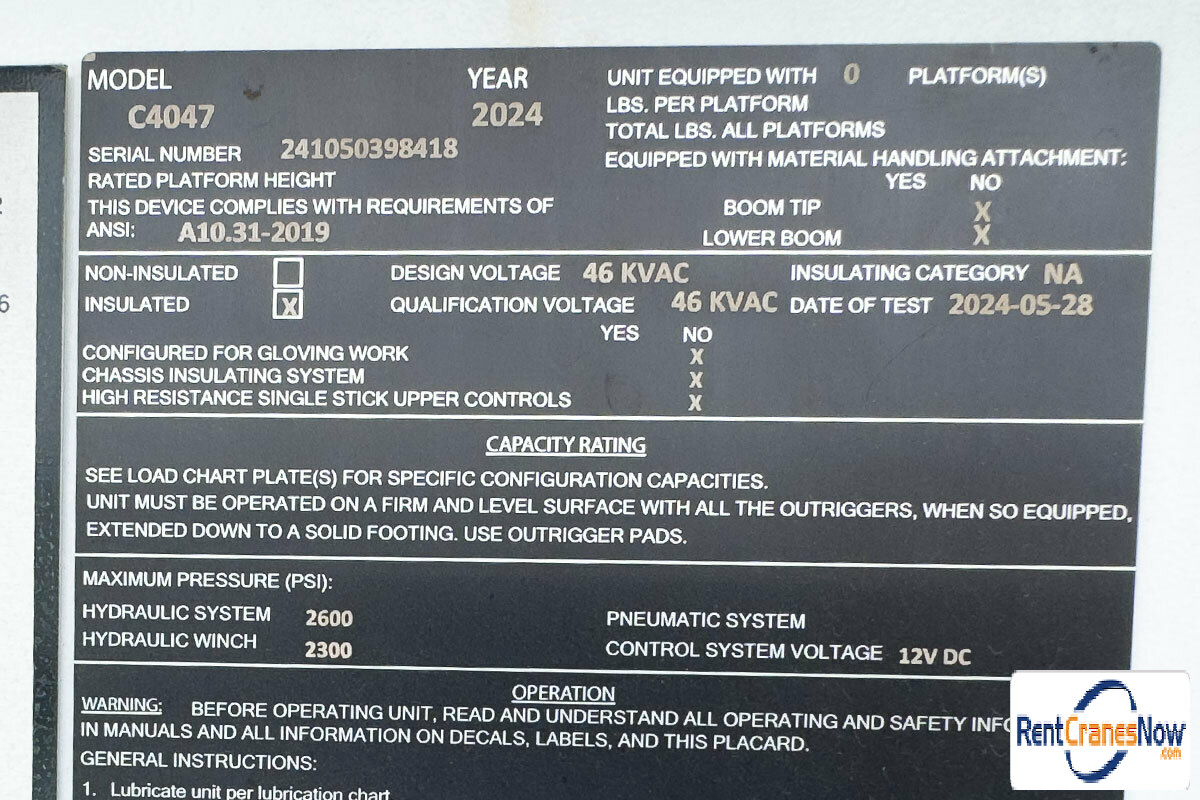 MODEL YEAR
C4047 2024
SERIAL NUMBER 241050398418
RATED PLATFORM HEIGHT
THIS DEVICE COMPLIES WITH REQUIREMENTS OF
ANSI: A10.31-2019
UNIT EQUIPPED WITH 0 PLATFORM(S)
LBS. PER PLATFORM
TOTAL LBS. ALL PLATFORMS
EQUIPPED WITH MATERIAL HANDLING ATTACHMENT:
YES NO
BOOM TIP X
LOWER BOOM X
NON-INSULATED DESIGN VOLTAGE 46 KVAC INSULATING CATEGORY NA
INSULATED X QUALIFICATION VOLTAGE 46 KVAC DATE OF TEST 2024-05-28
YES NO
CONFIGURED FOR GLOVING WORK X
CHASSIS INSULATING SYSTEM X
HIGH RESISTANCE SINGLE STICK UPPER CONTROLS X
CAPACITY RATING
SEE LOAD CHART PLATE(S) FOR SPECIFIC CONFIGURATION CAPACITIES.
UNIT MUST BE OPERATED ON A FIRM AND LEVEL SURFACE WITH ALL THE OUTRIGGERS, WHEN SO EQUIPPED,
EXTENDED DOWN TO A SOLID FOOTING. USE OUTRIGGER PADS.
MAXIMUM PRESSURE (PSI):
HYDRAULIC SYSTEM 2600 PNEUMATIC SYSTEM
HYDRAULIC WINCH 2300 CONTROL SYSTEM VOLTAGE 12V DC
OPERATION
WARNING: BEFORE OPERATING UNIT, READ AND UNDERSTAND ALL OPERATING AND SAFETY INFO
IN MANUALS AND ALL INFORMATION ON DECALS, LABELS, AND THIS PLACARD.
GENERAL INSTRUCTIONS:
1. Lubricate unit per lubrication chart
RentCranesNow
.com